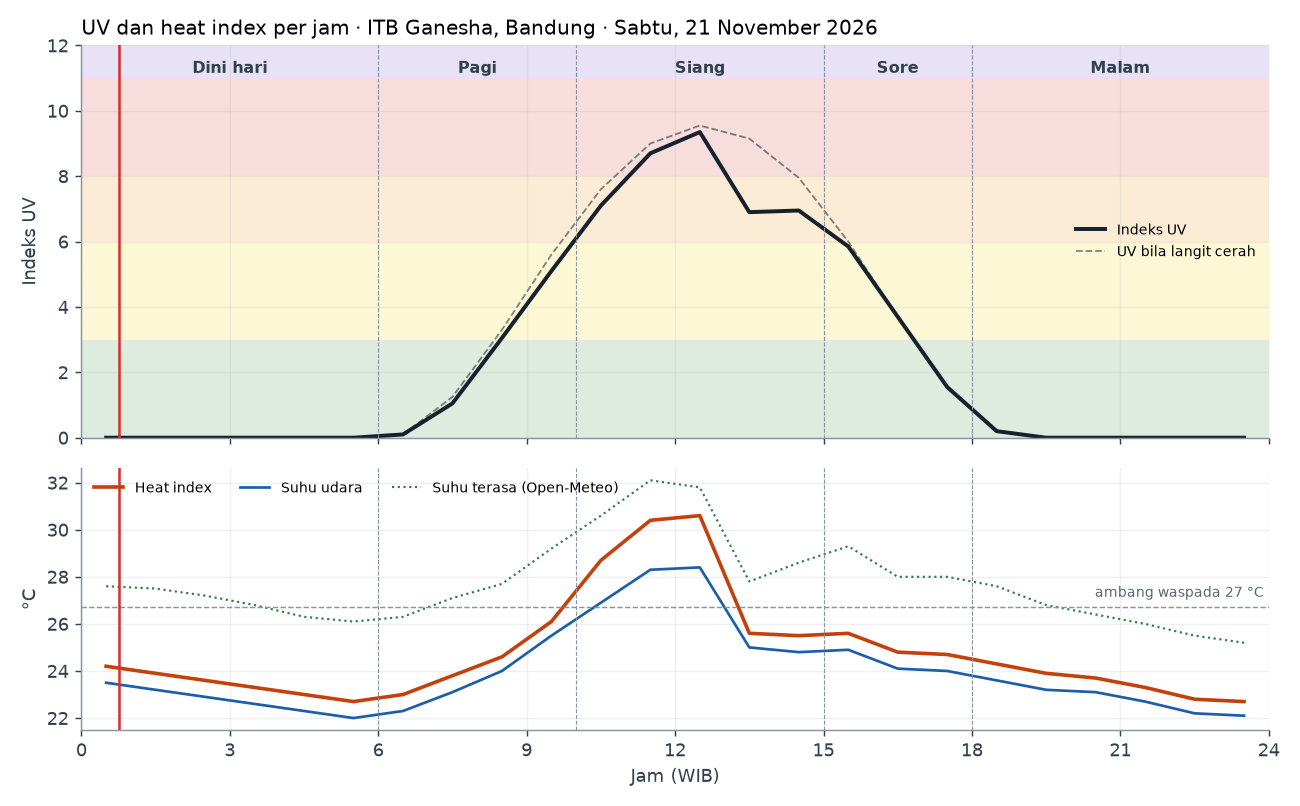 UV dan heat index per jam · ITB Ganesha, Bandung · Sabtu, 21 November 2026
12
10
8
6
4
2
0
Indeks UV
Dini hari
Pagi
Siang
Sore
Malam
Indeks UV
UV bila langit cerah
32
30
28
26
24
22
°C
Heat index
Suhu udara
Suhu terasa (Open-Meteo)
ambang waspada 27 °C
0
3
6
9
12
15
18
21
24
Jam (WIB)